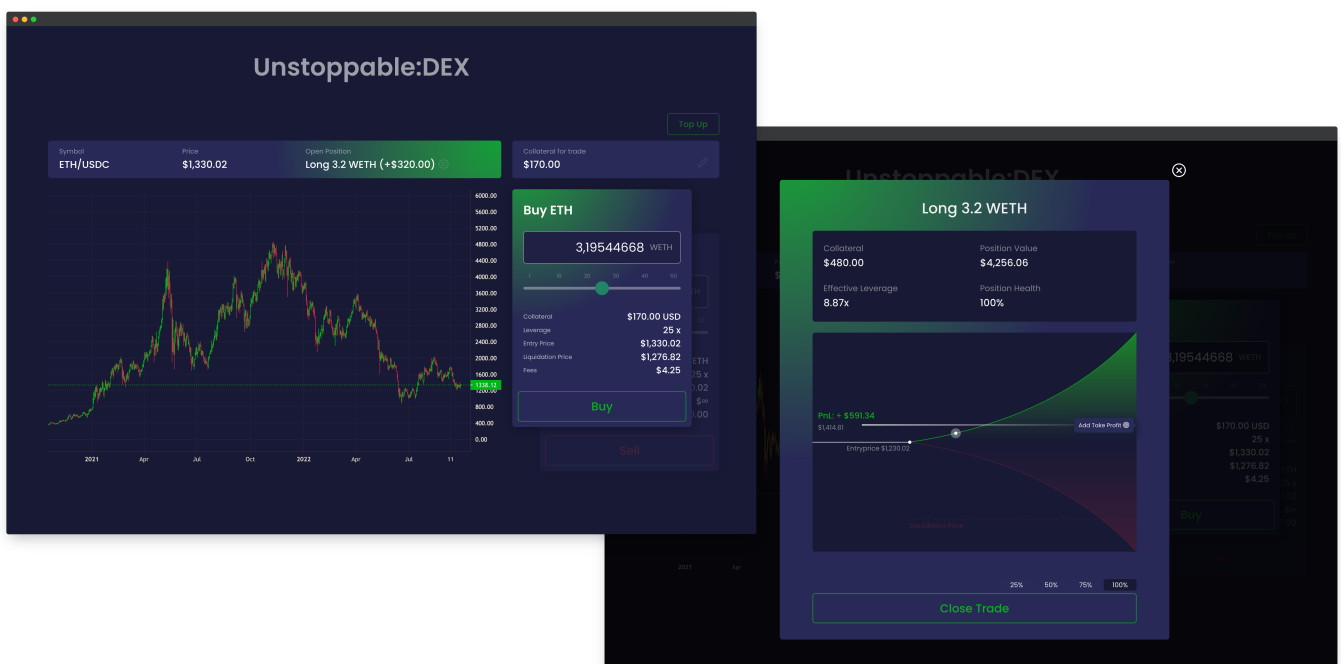 Unstoppable:DEX
Top Up
Symbol Price Open Position
ETH/USDC $1,330.02 Long 3.2 WETH (+$320.00)
Collateral for trade
$170.00
6000.00
5600.00
5200.00
4800.00
4400.00
4000.00
3600.00
3200.00
2800.00
2400.00
2000.00
1600.00
1338.12
1200.00
800.00
400.00
0.00
2021 Apr Jul Oct 2022 Apr Jul 11
Buy ETH
3,19544668 WETH
1 10 20 30 40 50
Collateral $170.00 USD
Leverage 25 x
Entry Price $1,330.02
Liquidation Price $1,276.82
Fees $4.25
Buy
Sell
Unstoppable:DEX
Long 3.2 WETH
Collateral Position Value
$480.00 $4,256.06
Effective Leverage Position Health
8.87x 100%
PnL: + $591.34
$1,414.81
Add Take Profit
Entryprice $1,230.02
Liquidation Price
25% 50% 75% 100%
Close Trade
Top Up
3,19544668 WETH
$170.00 USD
25 x
$1,330.02
$1,276.82
$4.25
Buy
2021 Apr